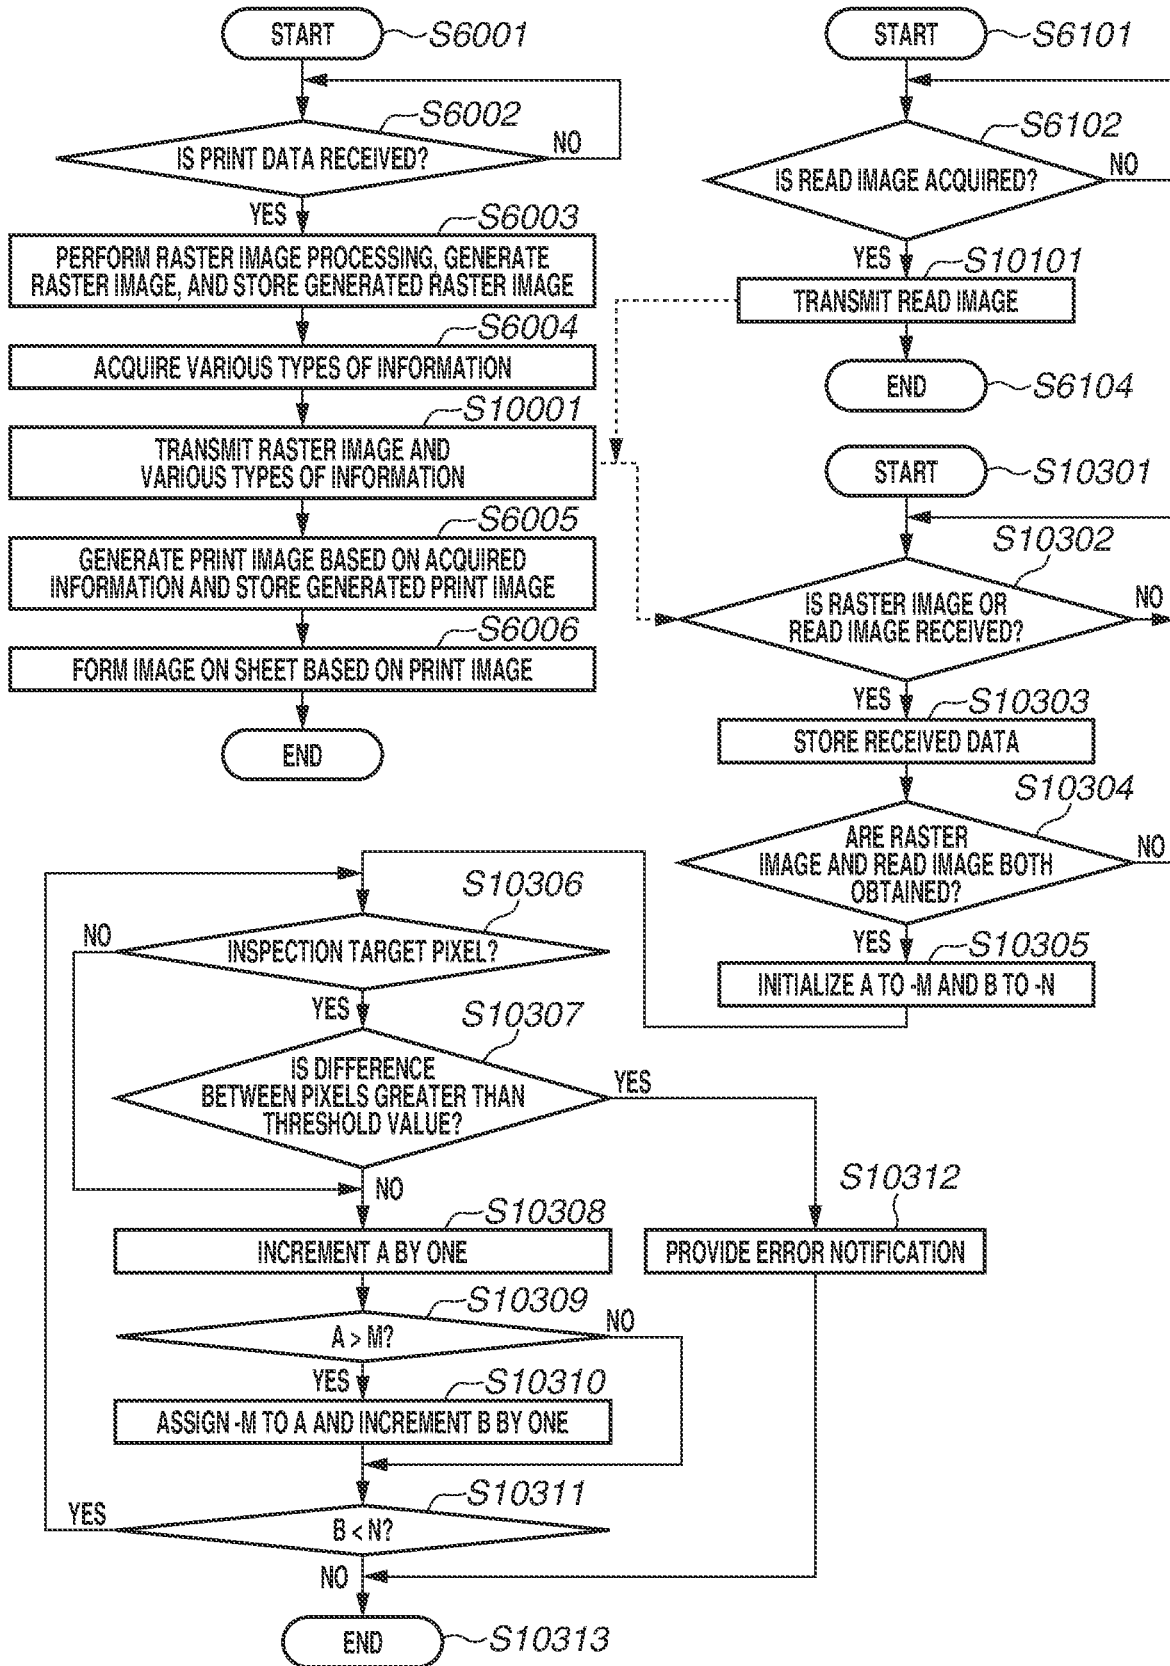 START
S6001
S6002
IS PRINT DATA RECEIVED?
NO
YES
S6003
PERFORM RASTER IMAGE PROCESSING, GENERATE
RASTER IMAGE, AND STORE GENERATED RASTER IMAGE
S6004
ACQUIRE VARIOUS TYPES OF INFORMATION
S10001
TRANSMIT RASTER IMAGE AND
VARIOUS TYPES OF INFORMATION
S6005
GENERATE PRINT IMAGE BASED ON ACQUIRED
INFORMATION AND STORE GENERATED PRINT IMAGE
S6006
FORM IMAGE ON SHEET BASED ON PRINT IMAGE
END
START
S6101
S6102
IS READ IMAGE ACQUIRED?
NO
YES
S10101
TRANSMIT READ IMAGE
END
S6104
START
S10301
S10302
IS RASTER IMAGE OR
READ IMAGE RECEIVED?
NO
YES
S10303
STORE RECEIVED DATA
S10304
ARE RASTER
IMAGE AND READ IMAGE BOTH
OBTAINED?
NO
YES
S10305
INITIALIZE A TO -M AND B TO -N
S10306
INSPECTION TARGET PIXEL?
NO
YES
S10307
IS DIFFERENCE
BETWEEN PIXELS GREATER THAN
THRESHOLD VALUE?
YES
NO
S10308
INCREMENT A BY ONE
S10312
PROVIDE ERROR NOTIFICATION
S10309
A > M?
NO
YES
S10310
ASSIGN -M TO A AND INCREMENT B BY ONE
S10311
B < N?
YES
NO
END
S10313